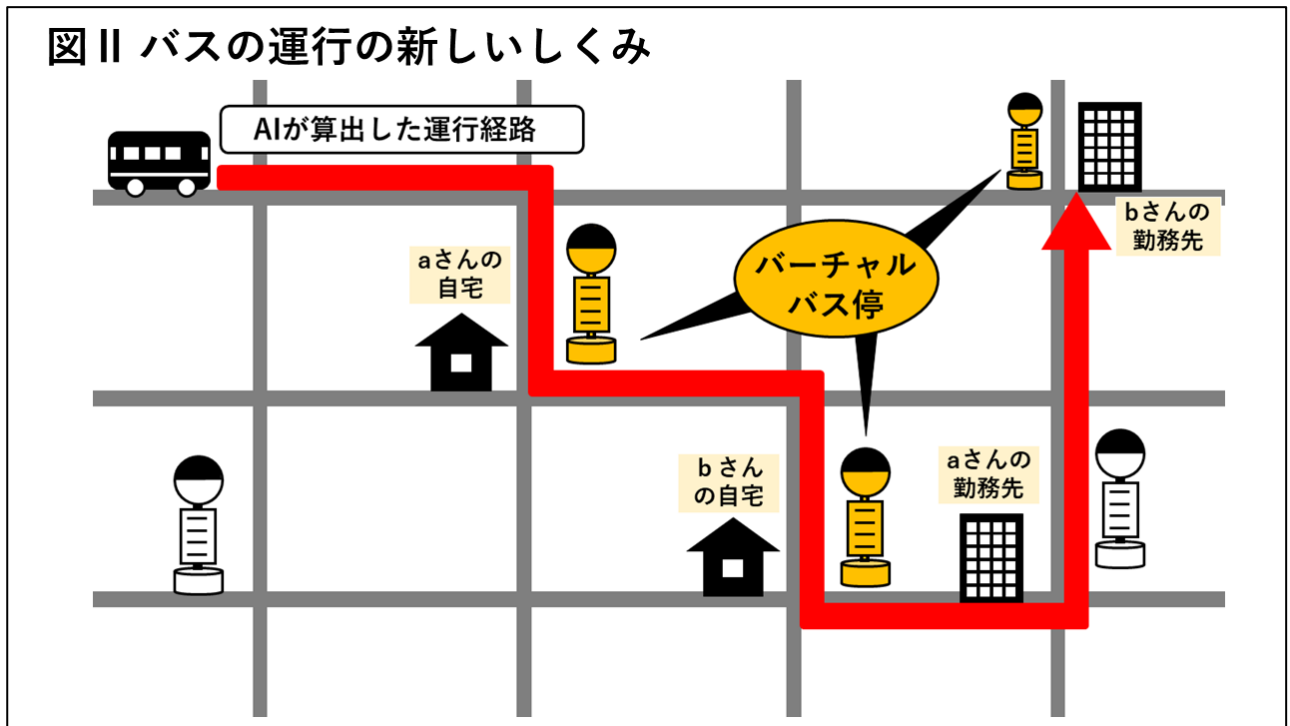 図Ⅱ バスの運行の新しいしくみ
AIが算出した運行経路
bさんの
勤務先
aさんの
自宅
バーチャル
バス停
bさん
の自宅
aさんの
勤務先